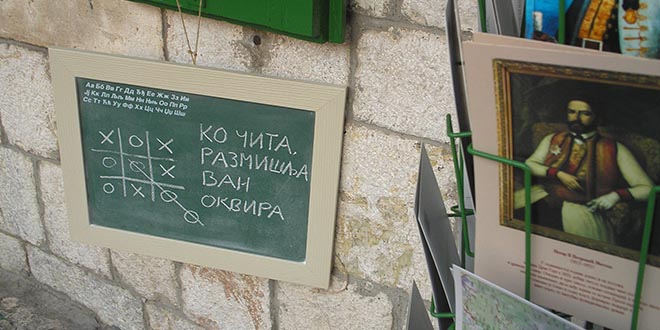 Аа Бб Вв Гг Дд Ђђ Ее Жж Зз Ии
Јј Кк Лл Љљ Мм Нн Њњ Оо Пп Рр
Сс Тт Ћћ Уу Фф Хх Цц Чч Џџ Шш
X O X
O O X
O X O
O
КО ЧИТА,
РАЗМИШЉА
ВАН
ОКВИРА